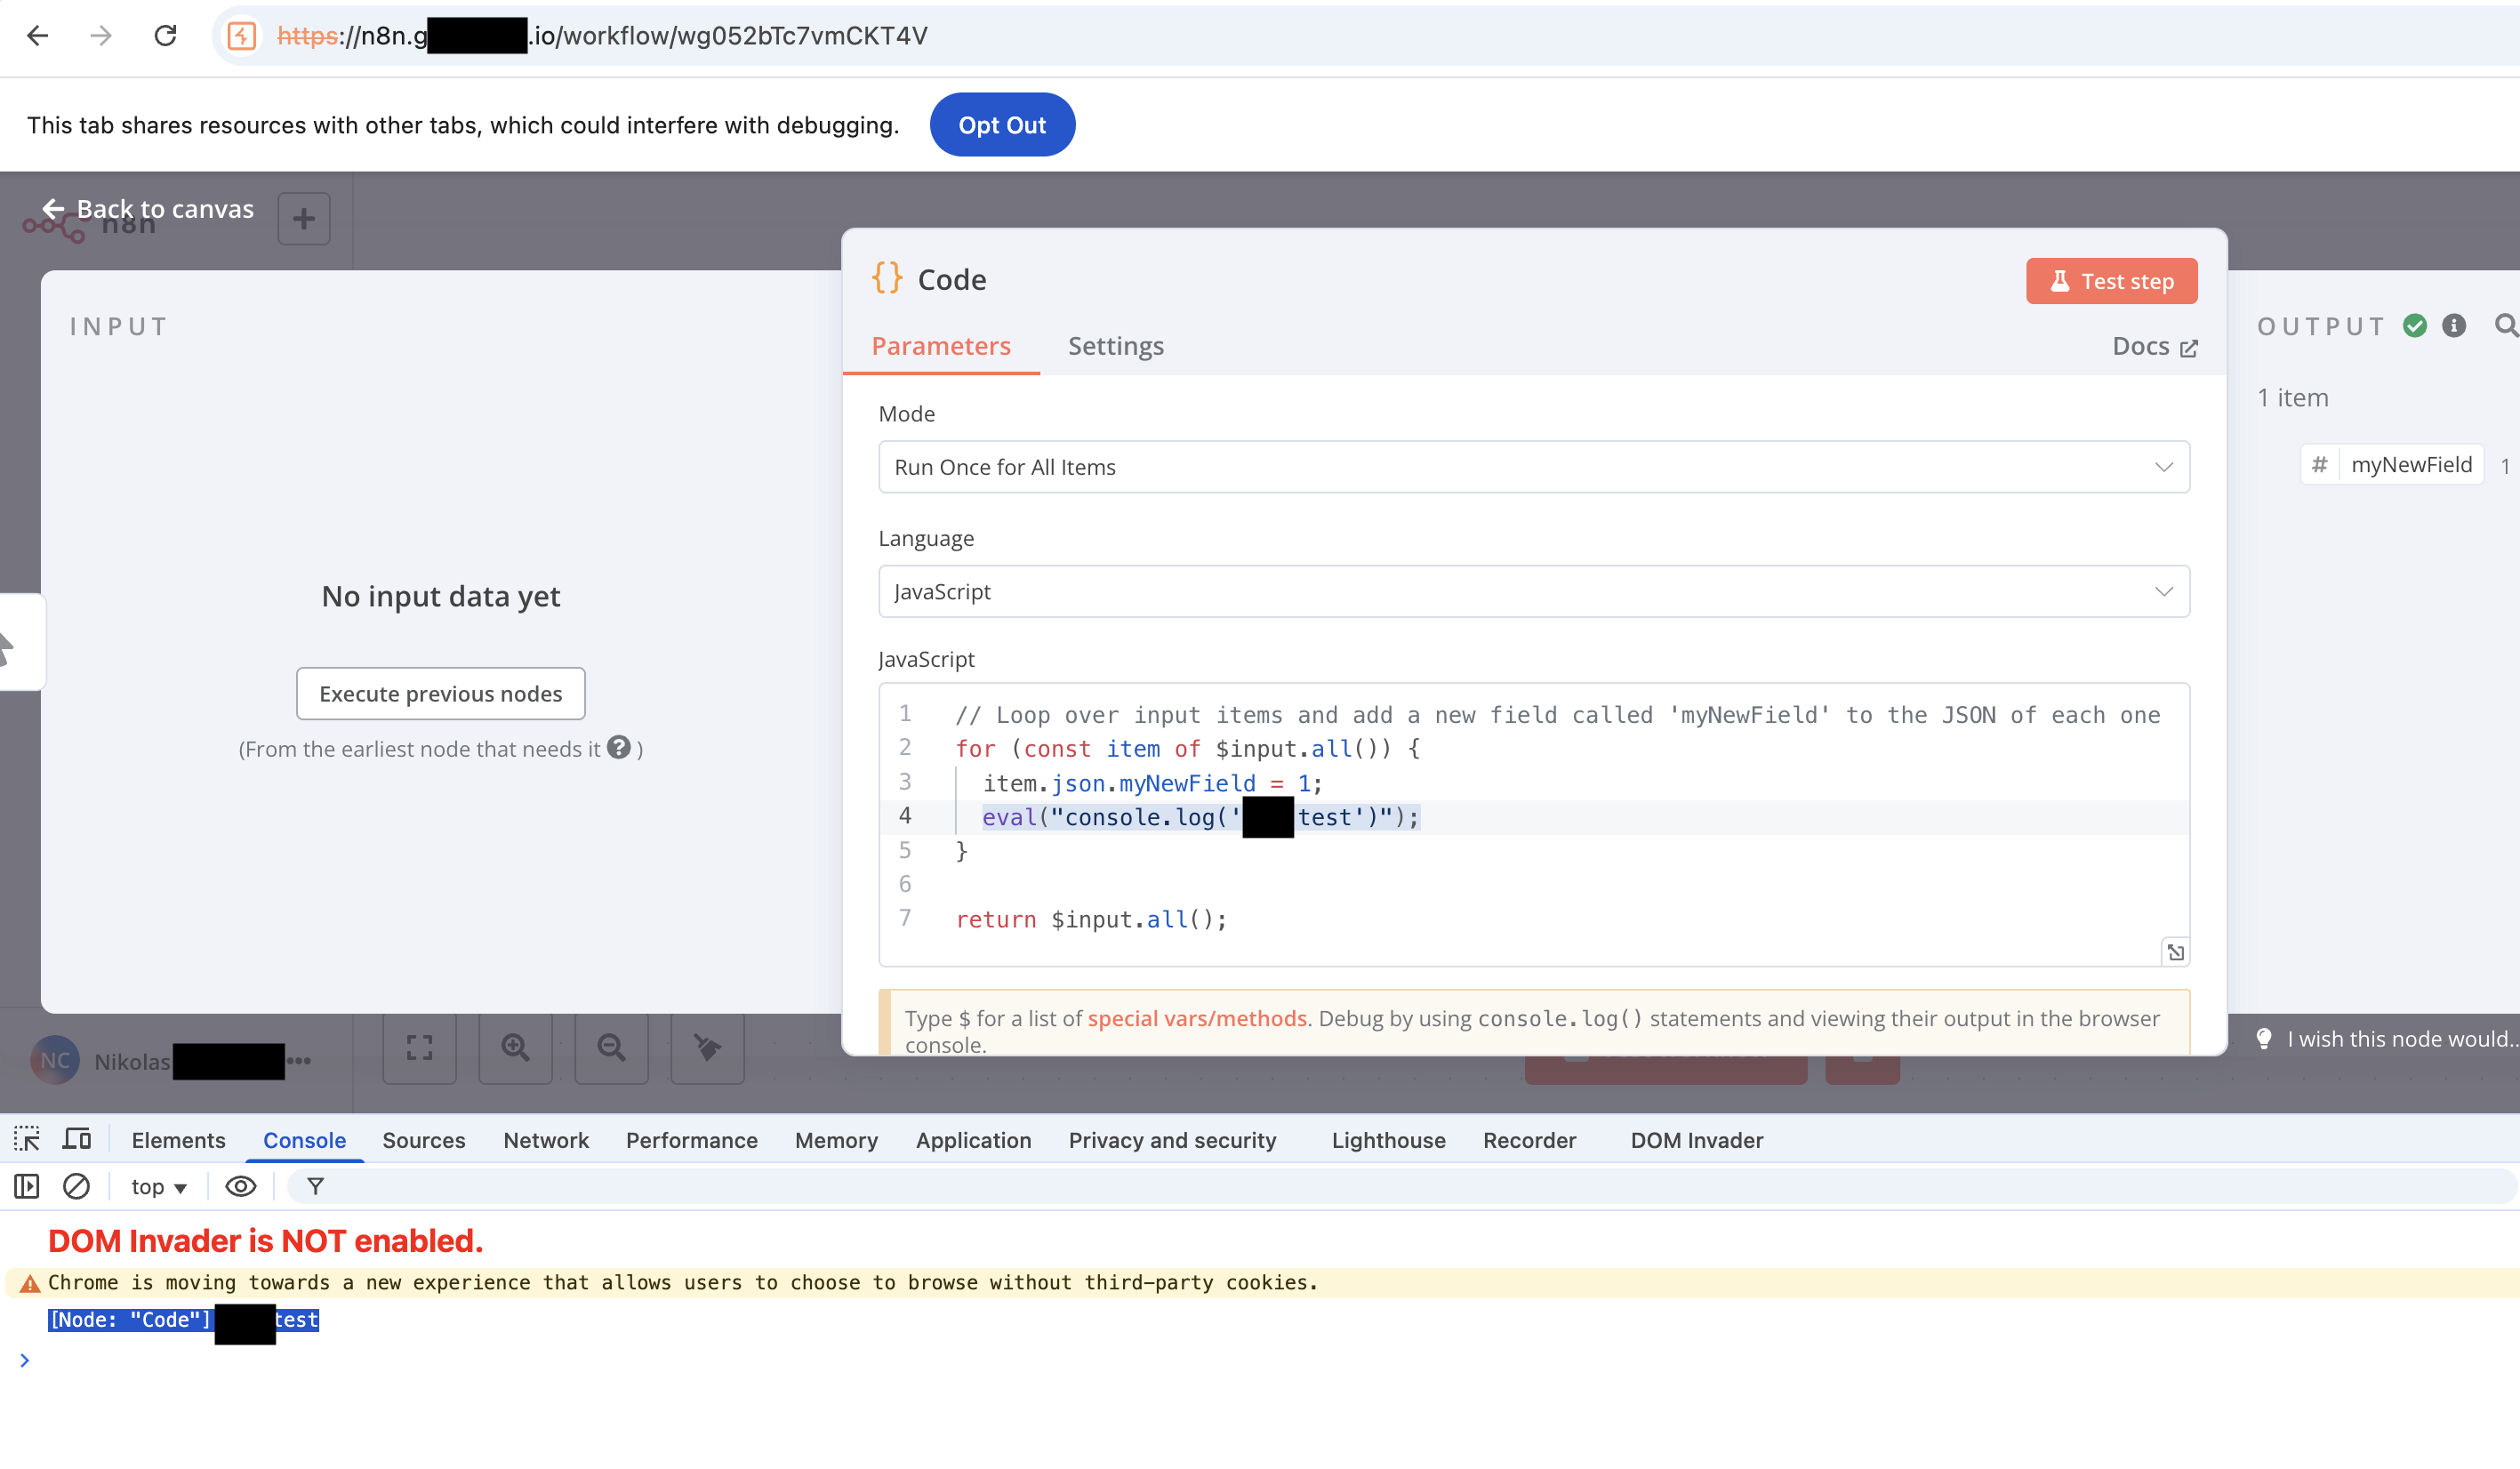 https://n8n.g .io/workflow/wg052bTc7vmCKT4V
This tab shares resources with other tabs, which could interfere with debugging. Opt Out
Back to canvas
n8n
+
INPUT
No input data yet
Execute previous nodes
(From the earliest node that needs it ? )
{} Code
Test step
Parameters Settings Docs
Mode
Run Once for All Items
Language
JavaScript
JavaScript
1 // Loop over input items and add a new field called 'myNewField' to the JSON of each one
2 for (const item of $input.all()) {
3 item.json.myNewField = 1;
4 eval("console.log(' test')");
5 }
6
7 return $input.all();
Type $ for a list of special vars/methods. Debug by using console.log() statements and viewing their output in the browser
console.
OUTPUT
1 item
# myNewField 1
I wish this node would..
NC Nikolas •••
Elements Console Sources Network Performance Memory Application Privacy and security Lighthouse Recorder DOM Invader
top
DOM Invader is NOT enabled.
Chrome is moving towards a new experience that allows users to choose to browse without third-party cookies.
[Node: "Code"] test
>